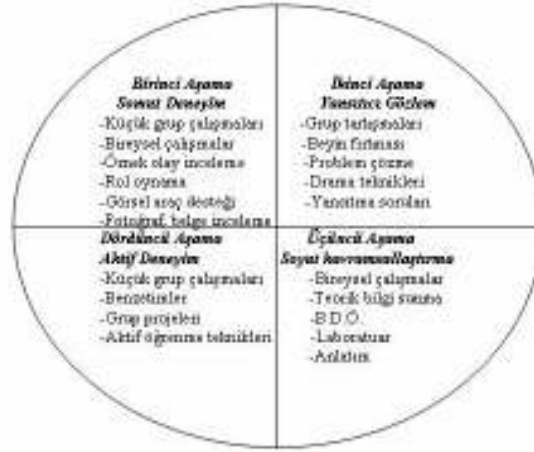 Birinci Aşama
Somut Deneyim
-Küçük grup çalışmaları
-Bireysel çalışmalar
-Örnek olay inceleme
-Rol oynama
-Görsel araç desteği
-Fotoğraf, belge inceleme
İkinci Aşama
Yansıtıcı Gözlem
-Grup tartışmaları
-Beyin fırtınası
-Problem çözme
-Drama teknikleri
-Yansıtma soruları
Üçüncü Aşama
Soyut kavramsallaştırma
-Bireysel çalışmalar
-Teorik bilgi sunma
-B.D.Ö.
-Laboratuar
-Anlatım
Dördüncü Aşama
Aktif Deneyim
-Küçük grup çalışmaları
-Benzetimler
-Grup projeleri
-Aktif öğrenme teknikleri